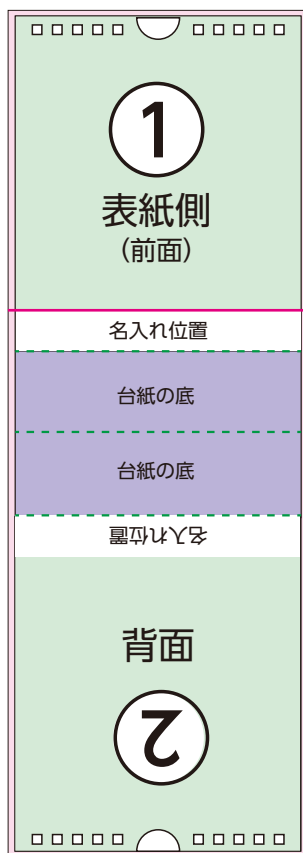 1
表紙側
(前面)
名入れ位置
台紙の底
台紙の底
名入れ位置
背面
2